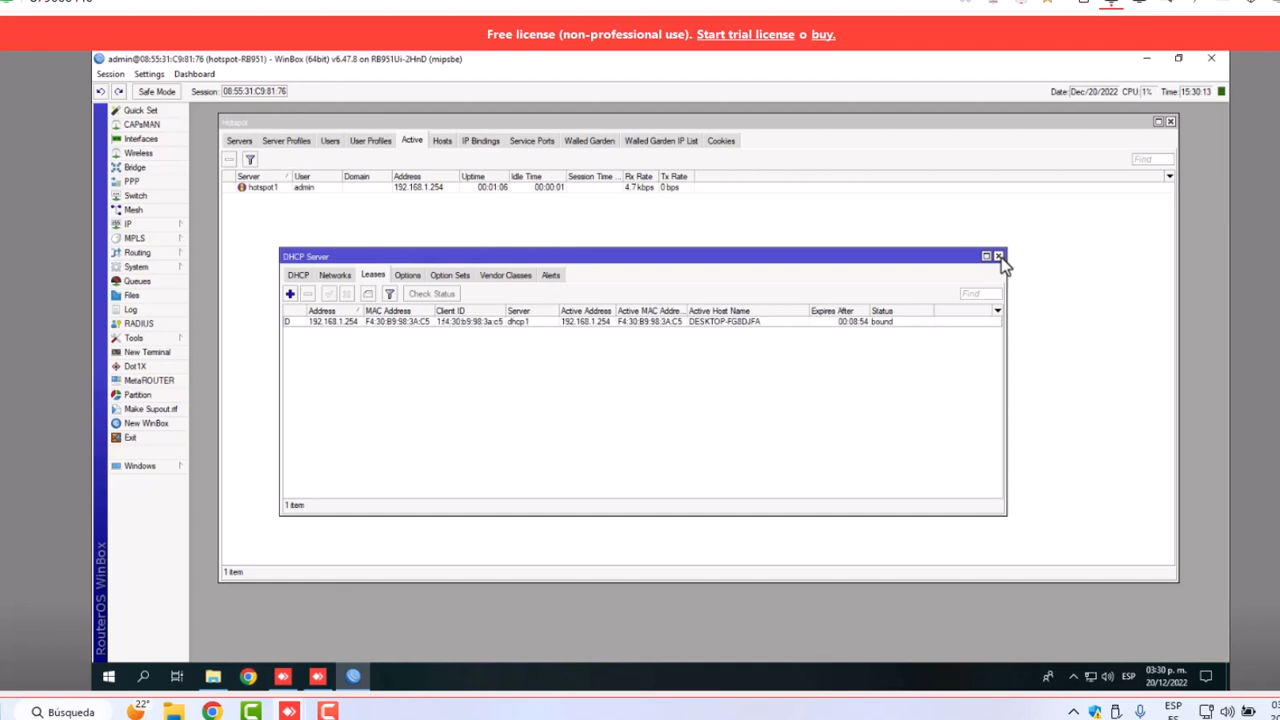 Free license (non-professional use). Start trial license o buy.
admin@08:55:31:C9:81:76 (hotspot-RB951) - WinBox (64bit) v6.47.8 on RB951Ui-2HnD (mipsbe)
Session Settings Dashboard
Safe Mode Session: 08:55:31:C9:81:76 Date: Dec/20/2022 CPU: 1% Time: 15:30:13
Quick Set
CAPsMAN
Interfaces
Wireless
Bridge
PPP
Switch
Mesh
IP
MPLS
Routing
System
Queues
Files
Log
RADIUS
Tools
New Terminal
Dot1X
MetaROUTER
Partition
Make Supout.rif
New WinBox
Exit
Windows
RouterOS WinBox
Hotspot
Servers Server Profiles Users User Profiles Active Hosts IP Bindings Service Ports Walled Garden Walled Garden IP List Cookies
Find
Server User Domain Address Uptime Idle Time Session Time ... Rx Rate Tx Rate
hotspot1 admin 192.168.1.254 00:01:06 00:00:01 4.7 kbps 0 bps
DHCP Server
DHCP Networks Leases Options Option Sets Vendor Classes Alerts
Check Status Find
Address MAC Address Client ID Server Active Address Active MAC Addre... Active Host Name Expires After Status
D 192.168.1.254 F4:30:B9:98:3A:C5 1:f4:30:b9:98:3a:c5 dhcp1 192.168.1.254 F4:30:B9:98:3A:C5 DESKTOP-FG8DJFA 00:08:54 bound
1 item
1 item
ESP
03:30 p. m.
20/12/2022
Búsqueda
22°
ESP